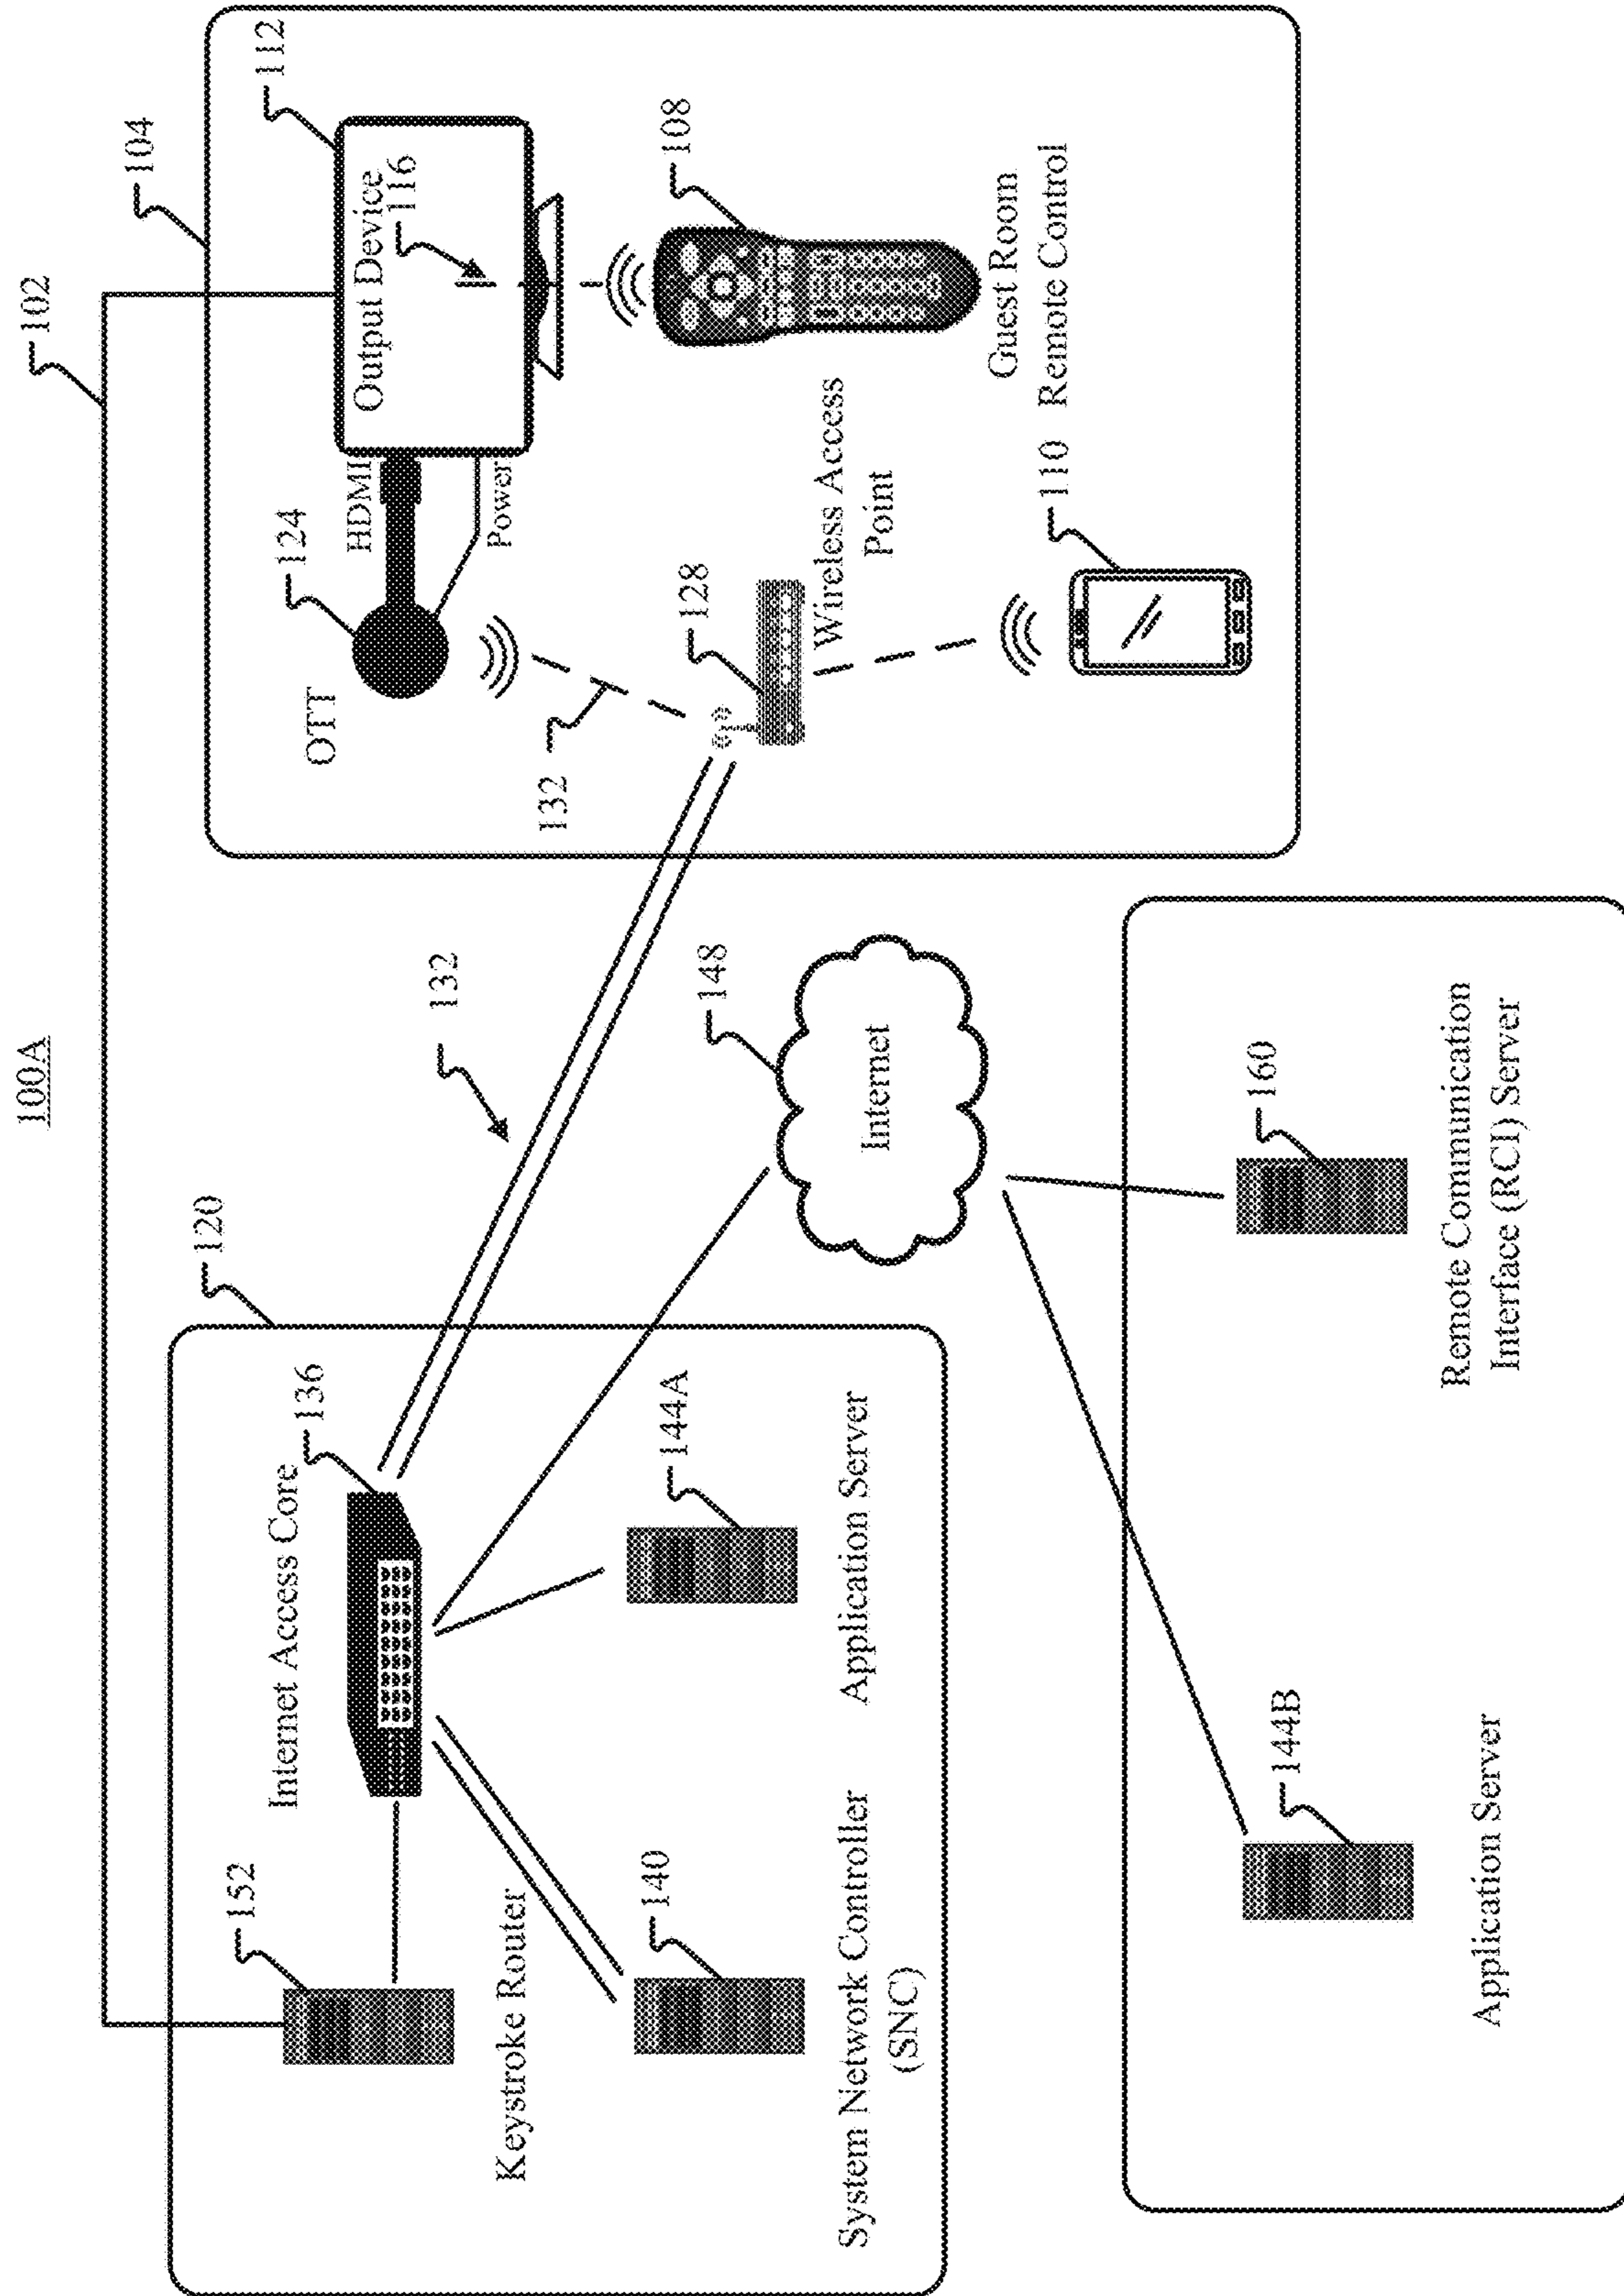 100A
102
104
112
Output Device
116
HDMI
Power
124
OTT
108
Guest Room
Remote Control
128
Wireless Access
Point
110
132
132
120
Internet Access Core
136
152
Keystroke Router
140
System Network Controller
(SNC)
144A
Application Server
148
Internet
144B
Application Server
160
Remote Communication
Interface (RCI) Server